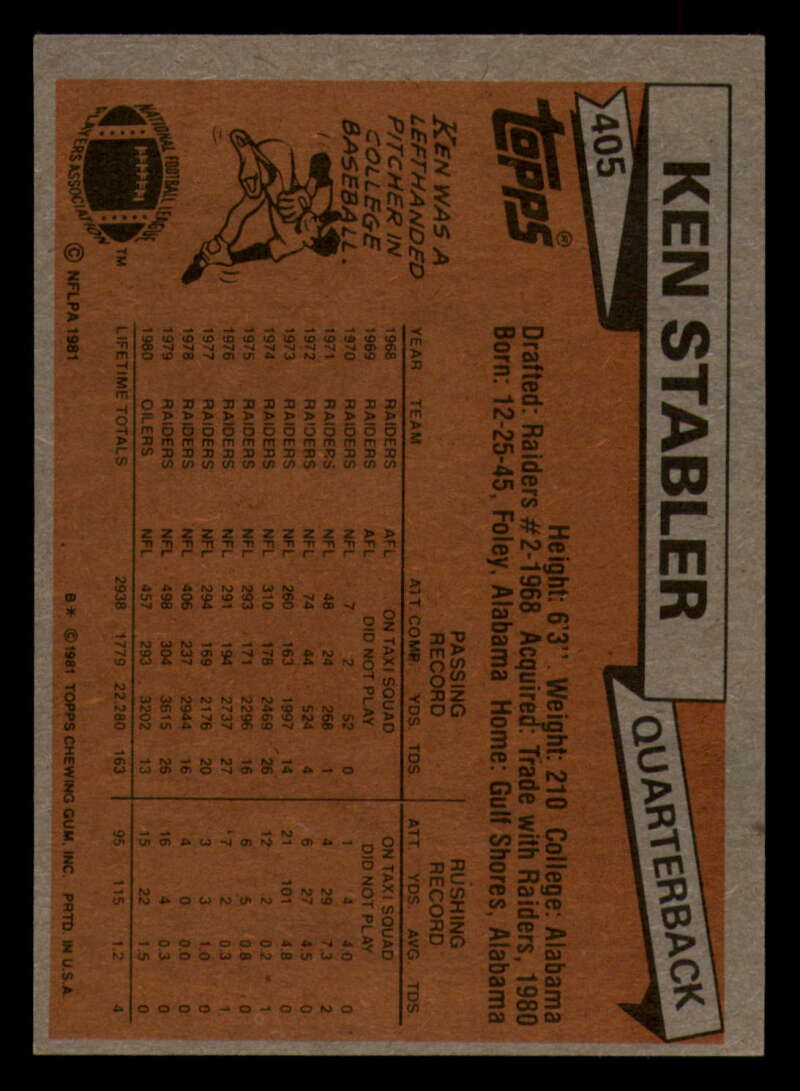 KEN STABLER
QUARTERBACK
405
topps®
Height: 6'3" Weight: 210 College: Alabama
Drafted: Raiders #2-1968 Acquired: Trade with Raiders, 1980
Born: 12-25-45, Foley, Alabama Home: Gulf Shores, Alabama
KEN WAS A
LEFTHANDED
PITCHER IN
COLLEGE
BASEBALL.
PASSING RECORD RUSHING RECORD
YEAR TEAM ATT. COMP. YDS. TDS. ATT. YDS. AVG. TDS.
1968 RAIDERS AFL ON TAXI SQUAD ON TAXI SQUAD
1969 RAIDERS AFL DID NOT PLAY DID NOT PLAY
1970 RAIDERS NFL 7 2 52 0 1 4 4.0 0
1971 RAIDERS NFL 48 24 268 1 4 29 7.3 2
1972 RAIDERS NFL 74 44 524 4 6 27 4.5 0
1973 RAIDERS NFL 260 163 1997 14 21 101 4.8 0
1974 RAIDERS NFL 310 178 2469 26 12 2 0.2 1
1975 RAIDERS NFL 293 171 2296 16 6 5 0.8 0
1976 RAIDERS NFL 291 194 2737 27 7 2 0.3 1
1977 RAIDERS NFL 294 169 2176 20 3 3 1.0 0
1978 RAIDERS NFL 406 237 2944 16 4 0 0.0 0
1979 RAIDERS NFL 498 304 3615 26 16 4 0.3 0
1980 OILERS NFL 457 293 3202 13 15 22 1.5 0
LIFETIME TOTALS 2938 1779 22,280 163 95 115 1.2 4
NATIONAL FOOTBALL LEAGUE
PLAYERS ASSOCIATION
TM
© NFLPA 1981
B* © 1981 TOPPS CHEWING GUM, INC. PRTD. IN U.S.A.